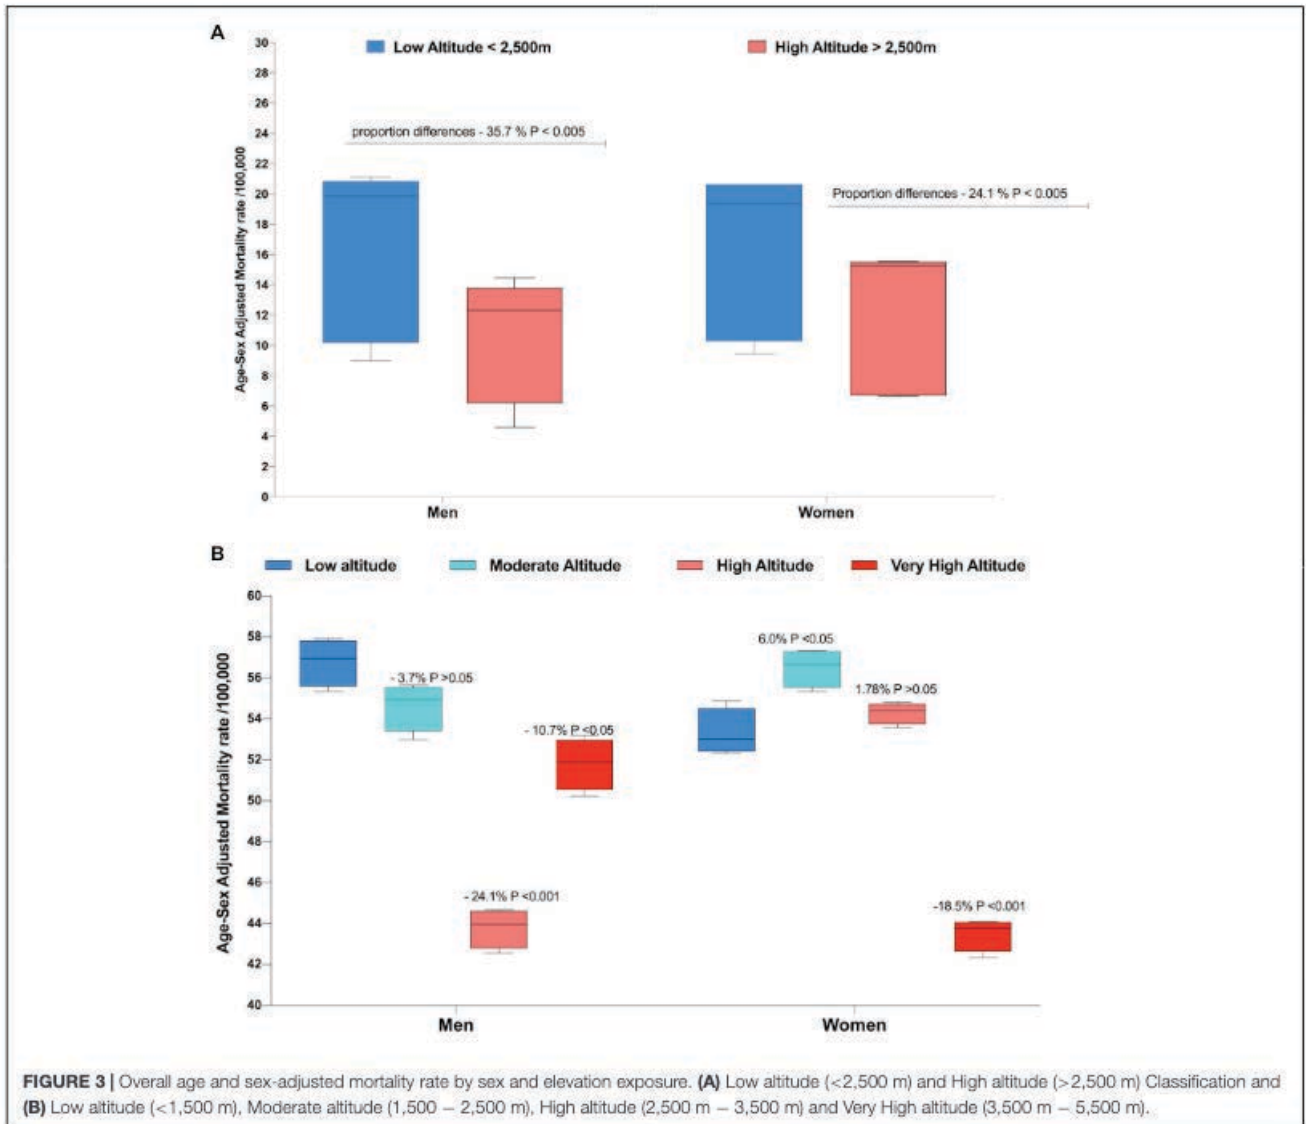 A
Low Altitude < 2,500m
High Altitude > 2,500m
Age-Sex Adjusted Mortality rate /100,000
30
28
26
24
22
20
18
16
14
12
10
8
6
4
2
0
proportion differences - 35.7 % P < 0.005
Proportion differences - 24.1 % P < 0.005
Men
Women
B
Low altitude
Moderate Altitude
High Altitude
Very High Altitude
Age-Sex Adjusted Mortality rate /100,000
60
58
56
54
52
50
48
46
44
42
40
- 3.7% P >0.05
- 24.1% P <0.001
- 10.7% P <0.05
6.0% P <0.05
1.78% P >0.05
-18.5% P <0.001
Men
Women
FIGURE 3 | Overall age and sex-adjusted mortality rate by sex and elevation exposure. (A) Low altitude (<2,500 m) and High altitude (>2,500 m) Classification and
(B) Low altitude (<1,500 m), Moderate altitude (1,500 – 2,500 m), High altitude (2,500 m – 3,500 m) and Very High altitude (3,500 m – 5,500 m).